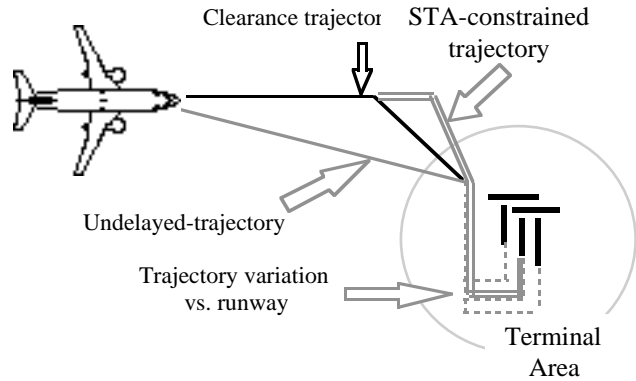 Clearance trajector
STA-constrained
trajectory
Undelayed-trajectory
Trajectory variation
vs. runway
Terminal
Area